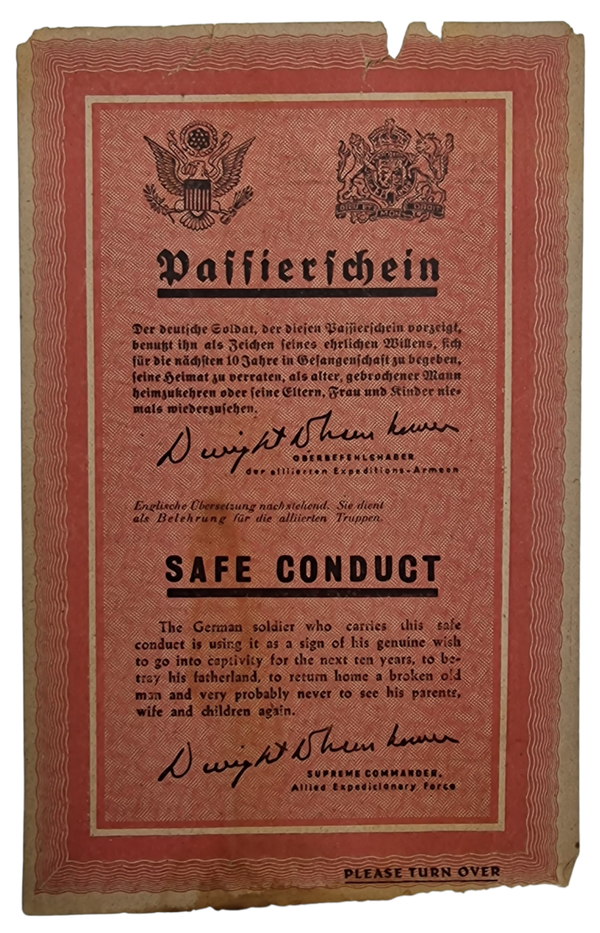 Passierschein
Der deutsche Soldat, der diesen Passierschein vorzeigt,
benutzt ihn als Zeichen seines ehrlichen Willens, sich
für die nächsten 10 Jahre in Gefangenschaft zu begeben,
seine Heimat zu verraten, als alter, gebrochener Mann
heimzukehren oder seine Eltern, Frau und Kinder nie-
mals wiederzusehen.
Dwight D Eisenhower
OBERBEFEHLSHABER
der alliierten Expeditions-Armeen
Englische Übersetzung nachstehend. Sie dient
als Belehrung für die alliierten Truppen.
SAFE CONDUCT
The German soldier who carries this safe
conduct is using it as a sign of his genuine wish
to go into captivity for the next ten years, to be-
tray his fatherland, to return home a broken old
man and very probably never to see his parents,
wife and children again.
Dwight D Eisenhower
SUPREME COMMANDER,
Allied Expedicionary Force
PLEASE TURN OVER